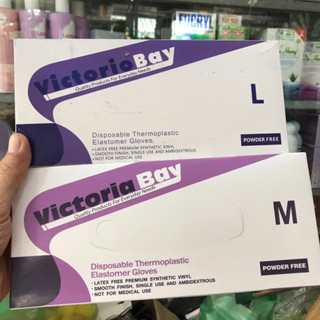 EUCRYL
Victoria Bay
Quality Products for Everyday Needs
L
Disposable Thermoplastic
Elastomer Gloves.
• LATEX FREE PREMIUM SYNTHETIC VINYL
• SMOOTH FINISH, SINGLE USE AND AMBIDEXTROUS
• NOT FOR MEDICAL USE
POWDER FREE
Victoria Bay
Quality Products for Everyday Needs
M
Disposable Thermoplastic
Elastomer Gloves
• LATEX FREE PREMIUM SYNTHETIC VINYL
• SMOOTH FINISH, SINGLE USE AND AMBIDEXTROUS
• NOT FOR MEDICAL USE
POWDER FREE